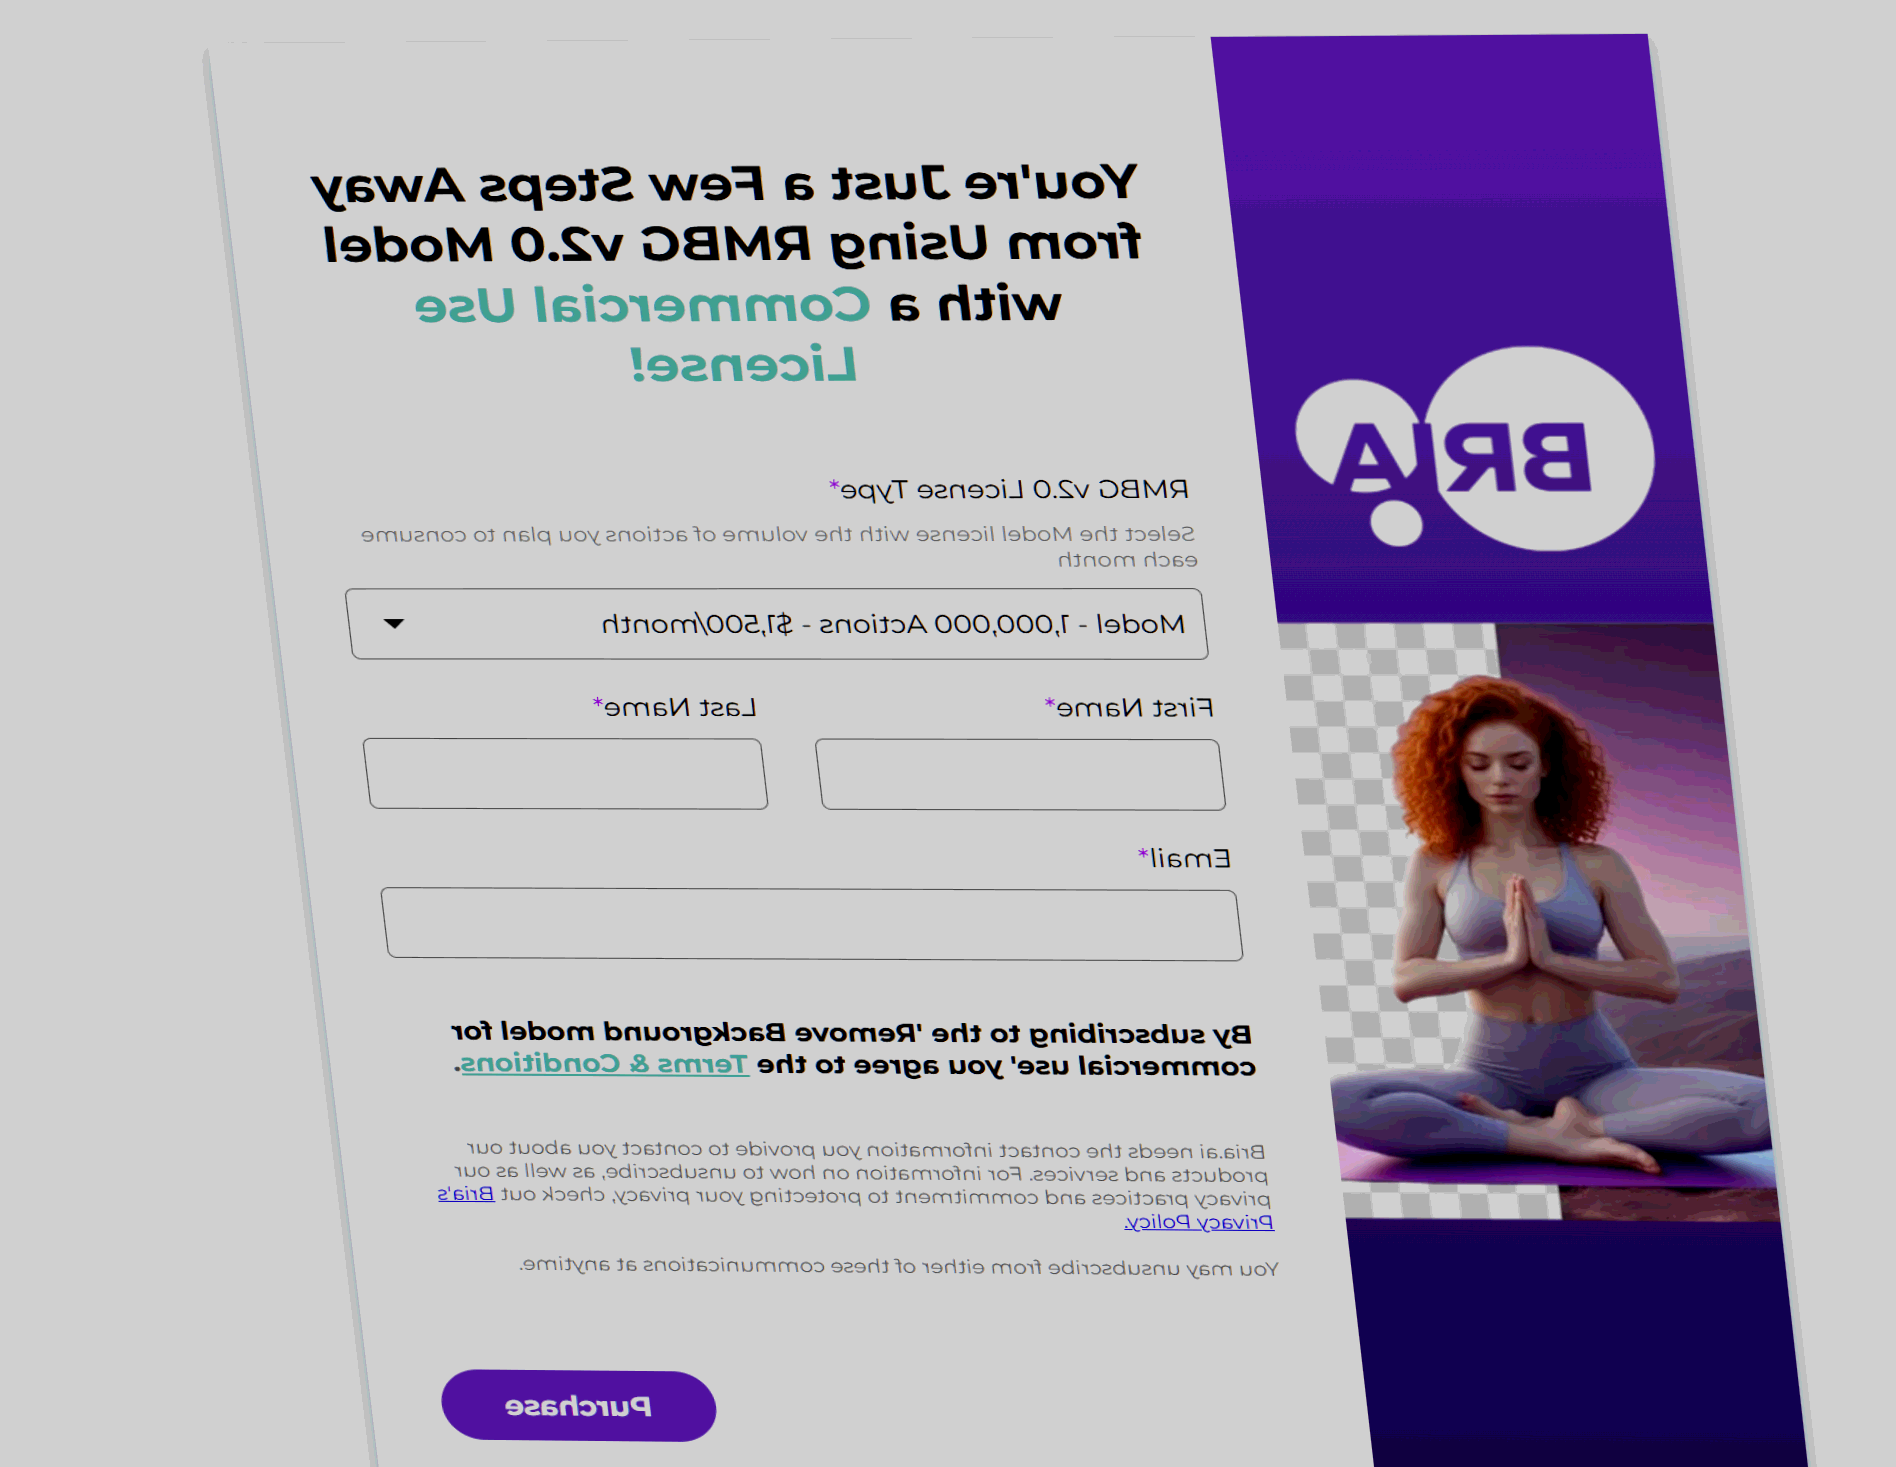 BRIA
You're Just a Few Steps Away
from Using RMBG v2.0 Model
with a Commercial Use
License!
RMBG v2.0 License Type*
Select the Model license with the volume of actions you plan to consume
each month
Model - 1,000,000 Actions - $1,500/month
First Name* Last Name*
Email*
By subscribing to the 'Remove Background model for
commercial use' you agree to the Terms & Conditions.
Bria.ai needs the contact information you provide to contact you about our
products and services. For information on how to unsubscribe, as well as our
privacy practices and commitment to protecting your privacy, check out Bria's
Privacy Policy.
You may unsubscribe from either of these communications at anytime.
Purchase